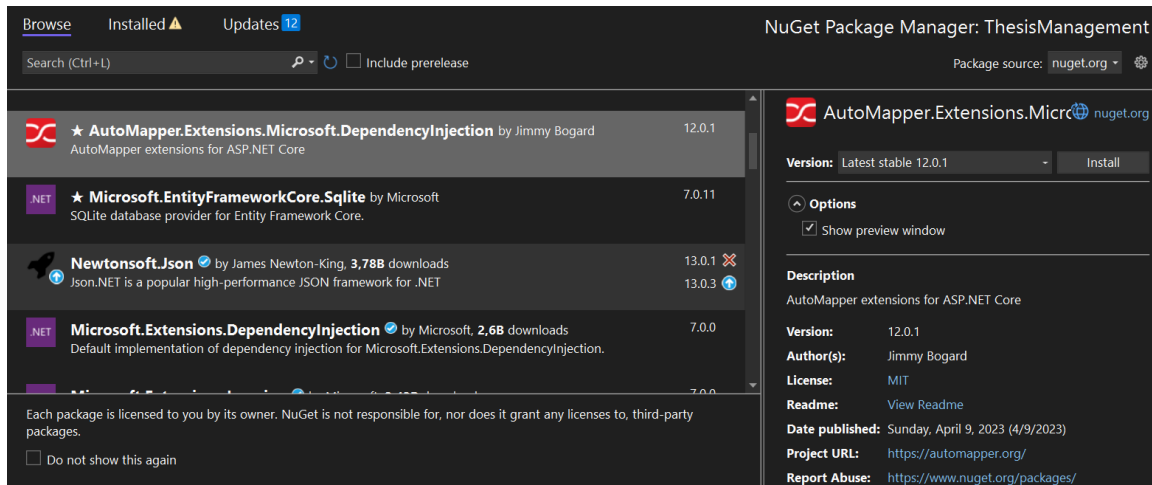 Browse Installed Updates 12
NuGet Package Manager: ThesisManagement
Search (Ctrl+L) Include prerelease
Package source: nuget.org
★ AutoMapper.Extensions.Microsoft.DependencyInjection by Jimmy Bogard 12.0.1
AutoMapper extensions for ASP.NET Core
.NET ★ Microsoft.EntityFrameworkCore.Sqlite by Microsoft 7.0.11
SQLite database provider for Entity Framework Core.
Newtonsoft.Json by James Newton-King, 3,78B downloads 13.0.1
Json.NET is a popular high-performance JSON framework for .NET 13.0.3
.NET Microsoft.Extensions.DependencyInjection by Microsoft, 2,6B downloads 7.0.0
Default implementation of dependency injection for Microsoft.Extensions.DependencyInjection.
Each package is licensed to you by its owner. NuGet is not responsible for, nor does it grant any licenses to, third-party
packages.
Do not show this again
AutoMapper.Extensions.Micro nuget.org
Version: Latest stable 12.0.1 Install
Options
Show preview window
Description
AutoMapper extensions for ASP.NET Core
Version: 12.0.1
Author(s): Jimmy Bogard
License: MIT
Readme: View Readme
Date published: Sunday, April 9, 2023 (4/9/2023)
Project URL: https://automapper.org/
Report Abuse: https://www.nuget.org/packages/